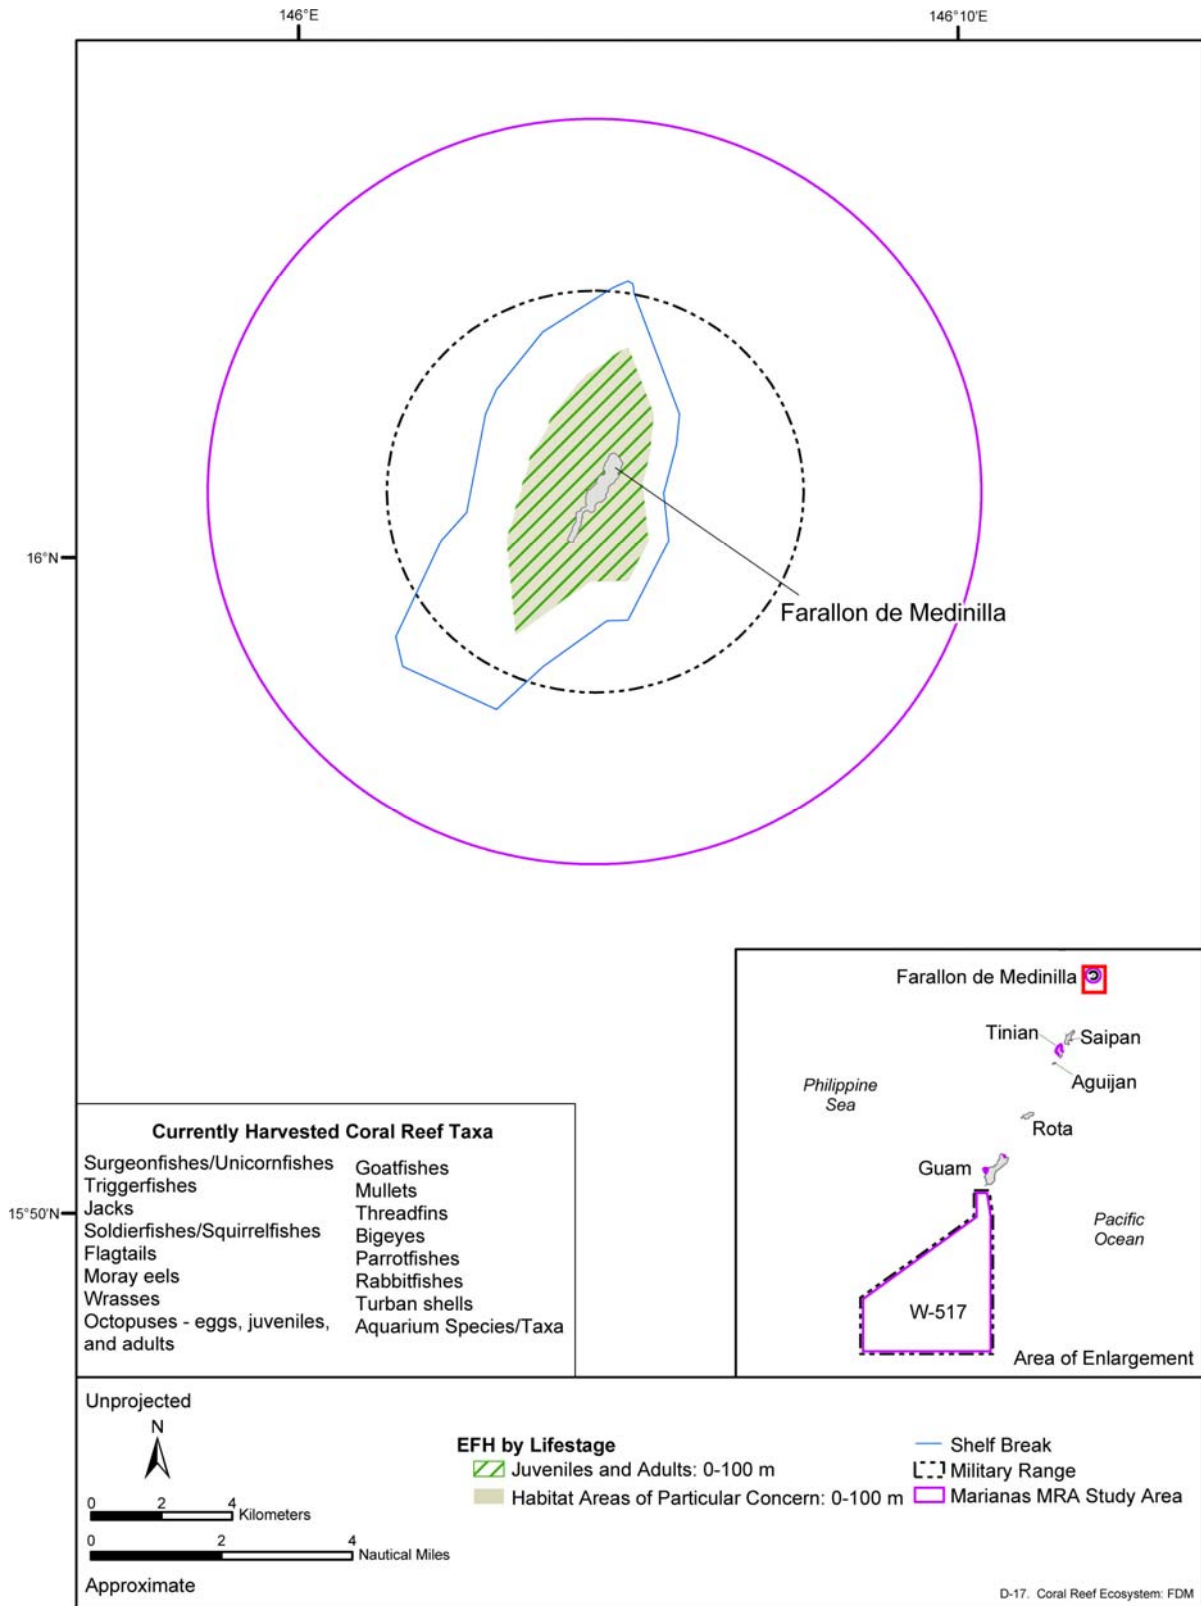 146°E
146°10'E
16°N
Farallon de Medinilla
15°50'N
Farallon de Medinilla
Tinian
Saipan
Aguijan
Philippine
Sea
Rota
Guam
Pacific
Ocean
W-517
Area of Enlargement
Currently Harvested Coral Reef Taxa
Surgeonfishes/Unicornfishes
Triggerfishes
Jacks
Soldierfishes/Squirrelfishes
Flagtails
Moray eels
Wrasses
Octopuses - eggs, juveniles,
and adults
Goatfishes
Mullets
Threadfins
Bigeyes
Parrotfishes
Rabbitfishes
Turban shells
Aquarium Species/Taxa
Unprojected
N
0 2 4
Kilometers
0 2 4
Nautical Miles
Approximate
EFH by Lifestage
Juveniles and Adults: 0-100 m
Habitat Areas of Particular Concern: 0-100 m
Shelf Break
Military Range
Marianas MRA Study Area
D-17. Coral Reef Ecosystem: FDM